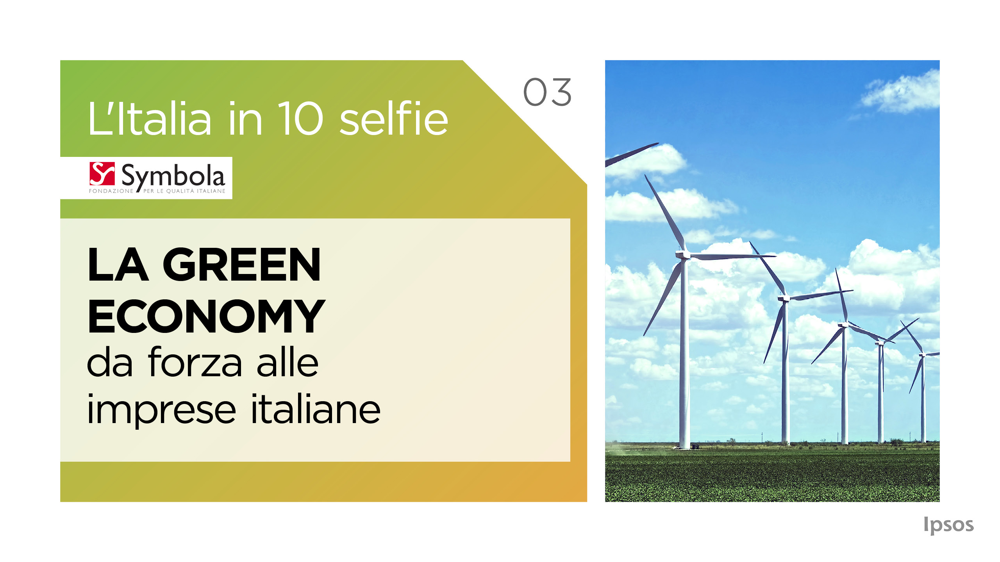 L'Italia in 10 selfie
03
Symbola
FONDAZIONE PER LE QUALITÀ ITALIANE
LA GREEN
ECONOMY
da forza alle
imprese italiane
Ipsos